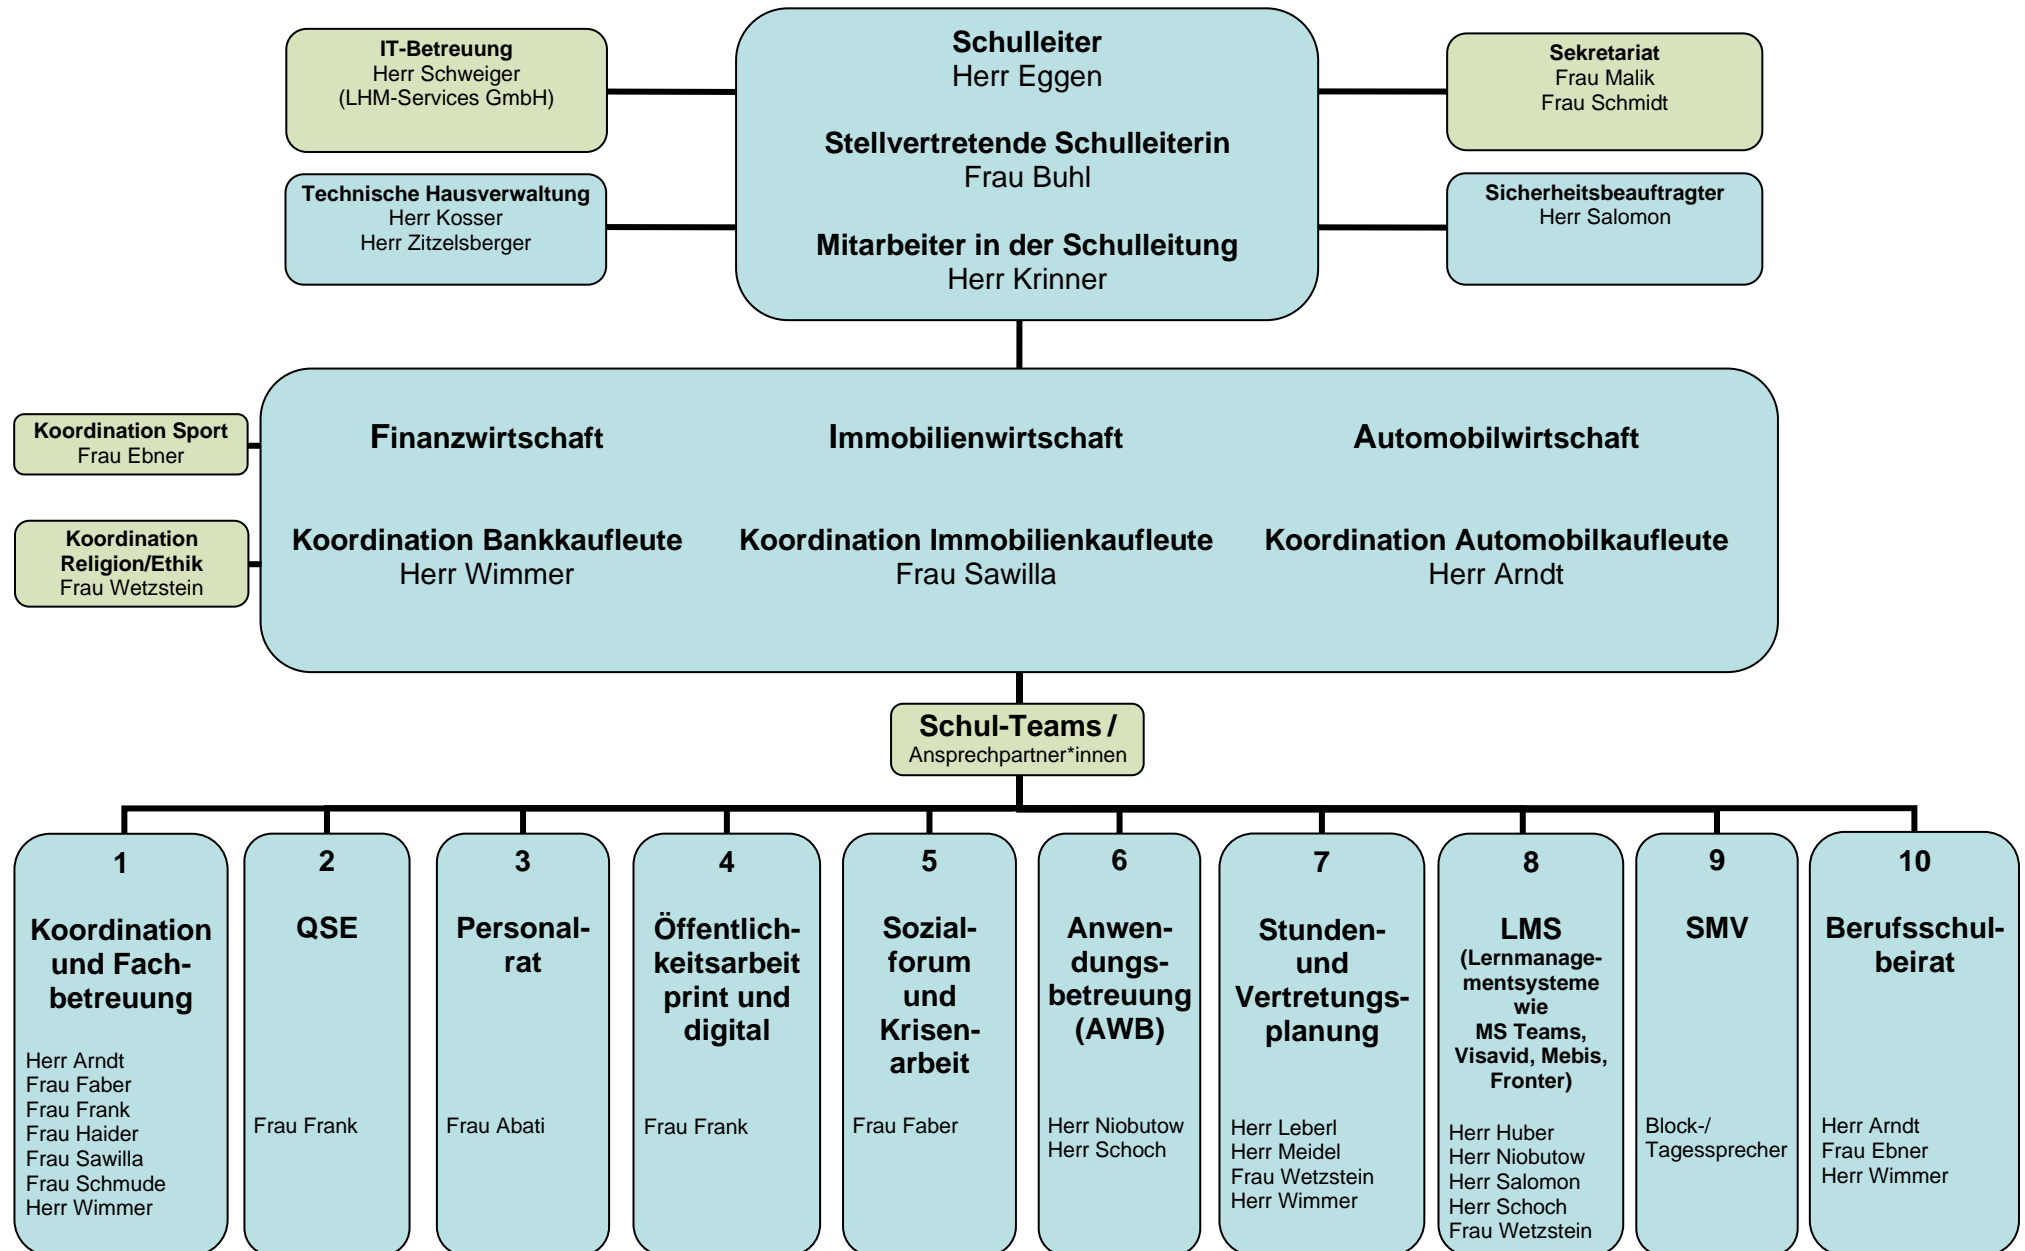 IT-Betreuung
Herr Schweiger
(LHM-Services GmbH)
Schulleiter
Herr Eggen
Stellvertretende Schulleiterin
Frau Buhl
Mitarbeiter in der Schulleitung
Herr Krinner
Sekretariat
Frau Malik
Frau Schmidt
Technische Hausverwaltung
Herr Kosser
Herr Zitzelsberger
Sicherheitsbeauftragter
Herr Salomon
Koordination Sport
Frau Ebner
Koordination
Religion/Ethik
Frau Wetzstein
Finanzwirtschaft
Immobilienwirtschaft
Automobilwirtschaft
Koordination Bankkaufleute
Herr Wimmer
Koordination Immobilienkaufleute
Frau Sawilla
Koordination Automobilkaufleute
Herr Arndt
Schul-Teams /
Ansprechpartner*innen
1
Koordination
und Fach-
betreuung
Herr Arndt
Frau Faber
Frau Frank
Frau Haider
Frau Sawilla
Frau Schmude
Herr Wimmer
2
QSE
Frau Frank
3
Personal-
rat
Frau Abati
4
Öffentlich-
keitsarbeit
print und
digital
Frau Frank
5
Sozial-
forum
und
Krisen-
arbeit
Frau Faber
6
Anwen-
dungs-
betreuung
(AWB)
Herr Niobutow
Herr Schoch
7
Stunden-
und
Vertretungs-
planung
Herr Leberl
Herr Meidel
Frau Wetzstein
Herr Wimmer
8
LMS
(Lernmanage-
mentsysteme
wie
MS Teams,
Visavid, Mebis,
Fronter)
Herr Huber
Herr Niobutow
Herr Salomon
Herr Schoch
Frau Wetzstein
9
SMV
Block-/
Tagessprecher
10
Berufsschul-
beirat
Herr Arndt
Frau Ebner
Herr Wimmer